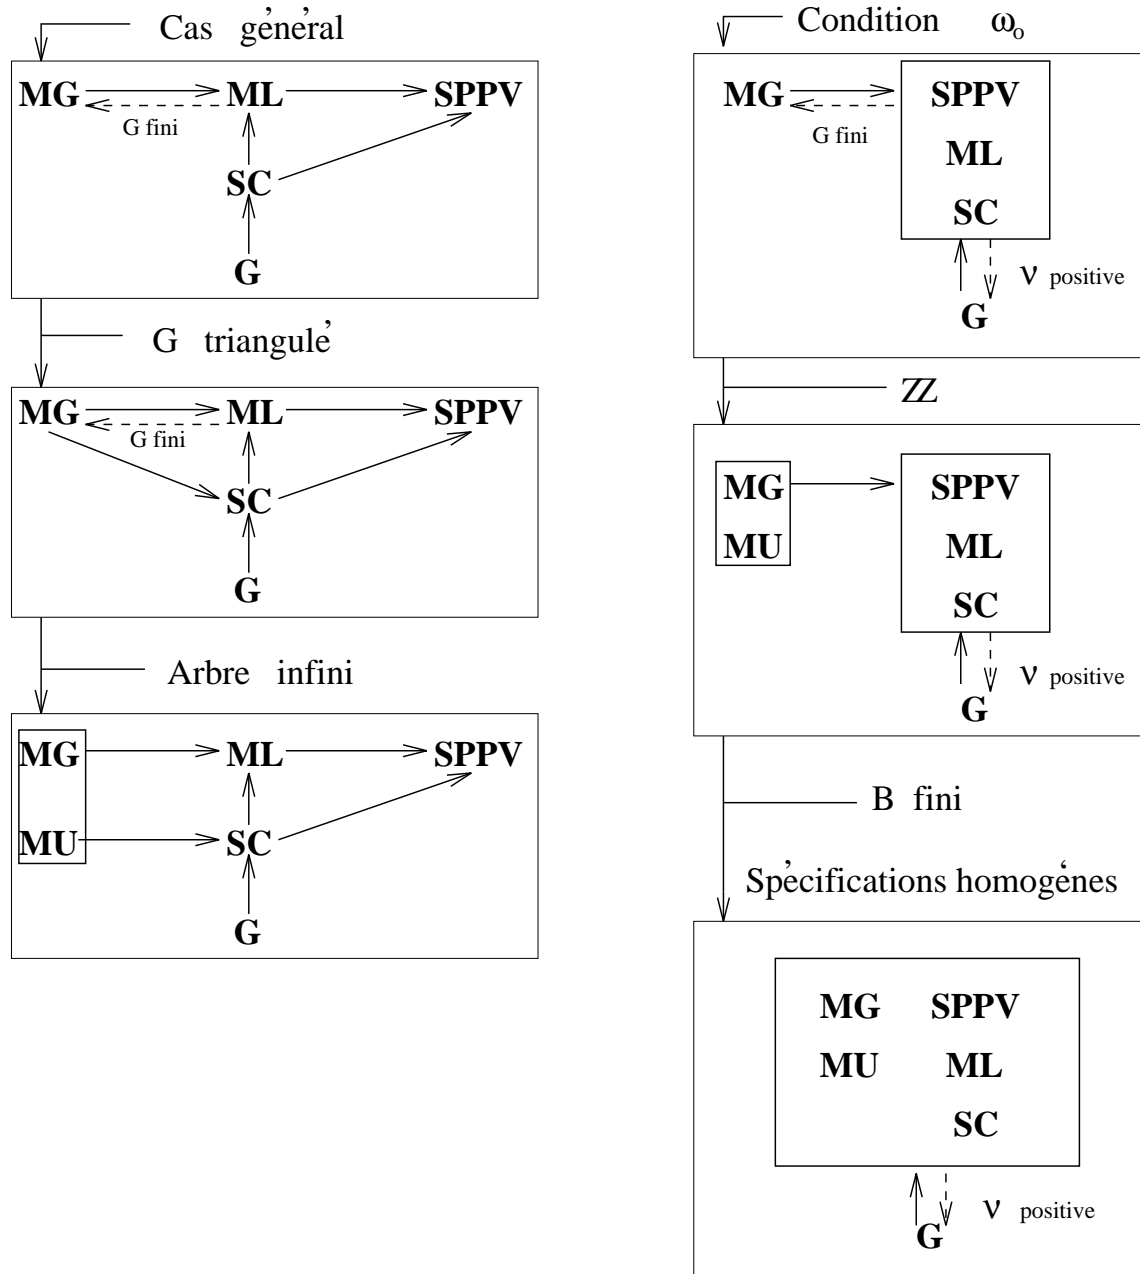 Cas général
MG ML SPPV
G fini
SC
G
G triangulé
MG ML SPPV
G fini
SC
G
Arbre infini
MG ML SPPV
MU SC
G
Condition ω₀
MG SPPV
G fini
ML
SC
ν positive
G
ZZ
MG SPPV
MU ML
SC
ν positive
G
B fini
Spécifications homogénes
MG SPPV
MU ML
SC
ν positive
G